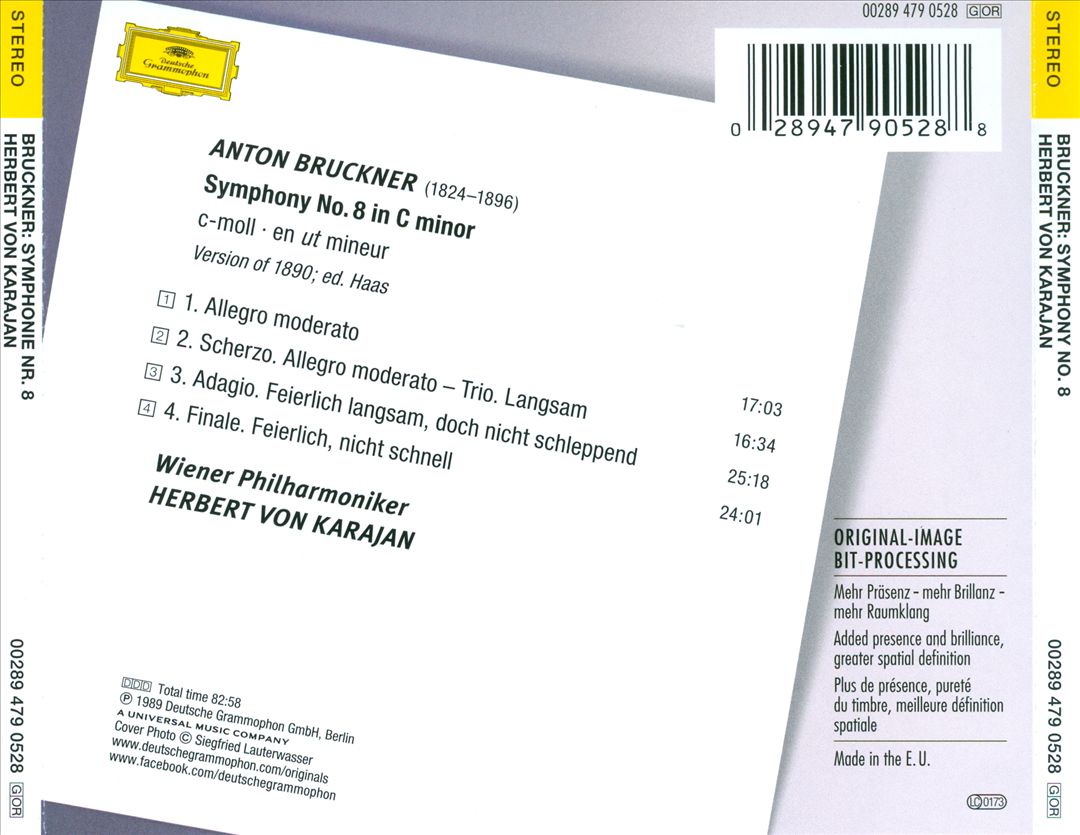 STEREO
BRUCKNER: SYMPHONIE NR. 8
HERBERT VON KARAJAN
00289 479 0528 GOR
00289 479 0528 GOR
0 28947 90528 8
Deutsche
Grammophon
ANTON BRUCKNER (1824–1896)
Symphony No. 8 in C minor
c-moll · en ut mineur
Version of 1890; ed. Haas
1 1. Allegro moderato 17:03
2 2. Scherzo. Allegro moderato – Trio. Langsam 16:34
3 3. Adagio. Feierlich langsam, doch nicht schleppend 25:18
4 4. Finale. Feierlich, nicht schnell 24:01
Wiener Philharmoniker
HERBERT VON KARAJAN
DDD Total time 82:58
℗ 1989 Deutsche Grammophon GmbH, Berlin
A UNIVERSAL MUSIC COMPANY
Cover Photo © Siegfried Lauterwasser
www.deutschegrammophon.com/originals
www.facebook.com/deutschegrammophon
ORIGINAL-IMAGE
BIT-PROCESSING
Mehr Präsenz – mehr Brillanz –
mehr Raumklang
Added presence and brilliance,
greater spatial definition
Plus de présence, pureté
du timbre, meilleure définition
spatiale
Made in the E. U.
LC 0173
STEREO
BRUCKNER: SYMPHONY NO. 8
HERBERT VON KARAJAN
00289 479 0528 GOR